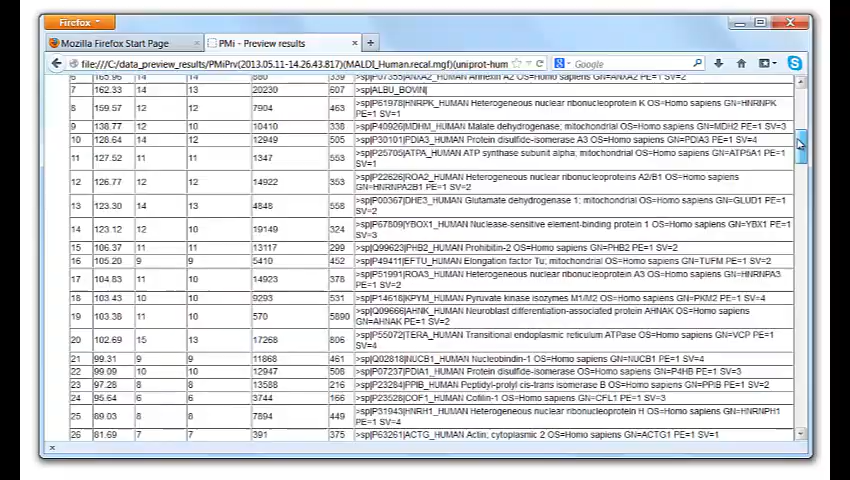 Firefox
Mozilla Firefox Start Page
PMi - Preview results
file:///C:/data_preview_results/PMiPrv(2013.05.11-14.26.43.817)(MALDI_Human.recal.mgf)(uniprot-hum
Google
6 165.96 14 14 880 339 >sp|P07355|ANXA2_HUMAN Annexin A2 OS=Homo sapiens GN=ANXA2 PE=1 SV=2
7 162.33 14 13 20230 607 >sp|ALBU_BOVIN|
8 159.57 12 12 7904 463 >sp|P61978|HNRPK_HUMAN Heterogeneous nuclear ribonucleoprotein K OS=Homo sapiens GN=HNRNPK
PE=1 SV=1
9 138.77 12 10 10410 338 >sp|P40926|MDHM_HUMAN Malate dehydrogenase; mitochondrial OS=Homo sapiens GN=MDH2 PE=1 SV=3
10 128.64 14 12 12949 505 >sp|P30101|PDIA3_HUMAN Protein disulfide-isomerase A3 OS=Homo sapiens GN=PDIA3 PE=1 SV=4
11 127.52 11 11 1347 553 >sp|P25705|ATPA_HUMAN ATP synthase subunit alpha; mitochondrial OS=Homo sapiens GN=ATP5A1 PE=1
SV=1
12 126.77 12 10 14922 353 >sp|P22626|ROA2_HUMAN Heterogeneous nuclear ribonucleoproteins A2/B1 OS=Homo sapiens
GN=HNRNPA2B1 PE=1 SV=2
13 123.30 14 12 4848 558 >sp|P00367|DHE3_HUMAN Glutamate dehydrogenase 1; mitochondrial OS=Homo sapiens GN=GLUD1 PE=1
SV=2
14 123.12 12 10 19149 324 >sp|P67809|YBOX1_HUMAN Nuclease-sensitive element-binding protein 1 OS=Homo sapiens GN=YBX1 PE=1
SV=3
15 106.37 11 11 13117 299 >sp|Q99623|PHB2_HUMAN Prohibitin-2 OS=Homo sapiens GN=PHB2 PE=1 SV=2
16 105.20 9 9 5410 452 >sp|P49411|EFTU_HUMAN Elongation factor Tu; mitochondrial OS=Homo sapiens GN=TUFM PE=1 SV=2
17 104.83 11 10 14923 378 >sp|P51991|ROA3_HUMAN Heterogeneous nuclear ribonucleoprotein A3 OS=Homo sapiens GN=HNRNPA3
PE=1 SV=2
18 103.43 10 10 9293 531 >sp|P14618|KPYM_HUMAN Pyruvate kinase isozymes M1/M2 OS=Homo sapiens GN=PKM2 PE=1 SV=4
19 103.38 11 10 570 5890 >sp|Q09666|AHNK_HUMAN Neuroblast differentiation-associated protein AHNAK OS=Homo sapiens
GN=AHNAK PE=1 SV=2
20 102.69 15 13 17268 806 >sp|P55072|TERA_HUMAN Transitional endoplasmic reticulum ATPase OS=Homo sapiens GN=VCP PE=1
SV=4
21 99.31 9 9 11868 461 >sp|Q02818|NUCB1_HUMAN Nucleobindin-1 OS=Homo sapiens GN=NUCB1 PE=1 SV=4
22 99.09 10 10 12947 508 >sp|P07237|PDIA1_HUMAN Protein disulfide-isomerase OS=Homo sapiens GN=P4HB PE=1 SV=3
23 97.28 8 8 13588 216 >sp|P23284|PPIB_HUMAN Peptidyl-prolyl cis-trans isomerase B OS=Homo sapiens GN=PPIB PE=1 SV=2
24 95.64 6 6 3744 166 >sp|P23528|COF1_HUMAN Cofilin-1 OS=Homo sapiens GN=CFL1 PE=1 SV=3
25 89.03 8 8 7894 449 >sp|P31943|HNRH1_HUMAN Heterogeneous nuclear ribonucleoprotein H OS=Homo sapiens GN=HNRNPH1
PE=1 SV=4
26 81.69 7 7 391 375 >sp|P63261|ACTG_HUMAN Actin; cytoplasmic 2 OS=Homo sapiens GN=ACTG1 PE=1 SV=1